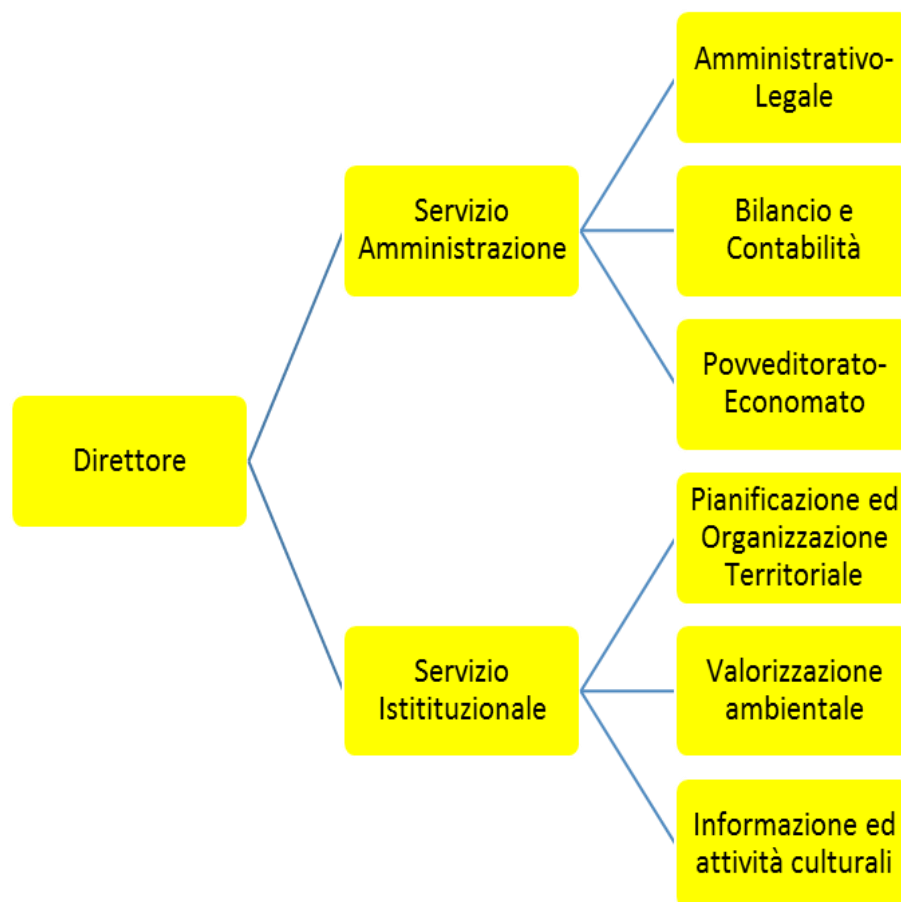 Direttore
Servizio
Amministrazione
Amministrativo-
Legale
Bilancio e
Contabilità
Povveditorato-
Economato
Servizio
Istitituzionale
Pianificazione ed
Organizzazione
Territoriale
Valorizzazione
ambientale
Informazione ed
attività culturali